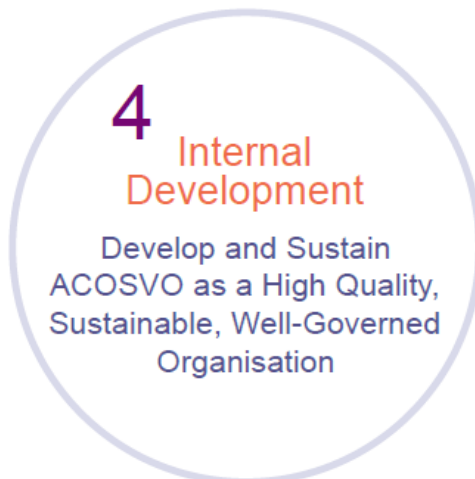 4
Internal
Development
Develop and Sustain
ACOSVO as a High Quality,
Sustainable, Well-Governed
Organisation